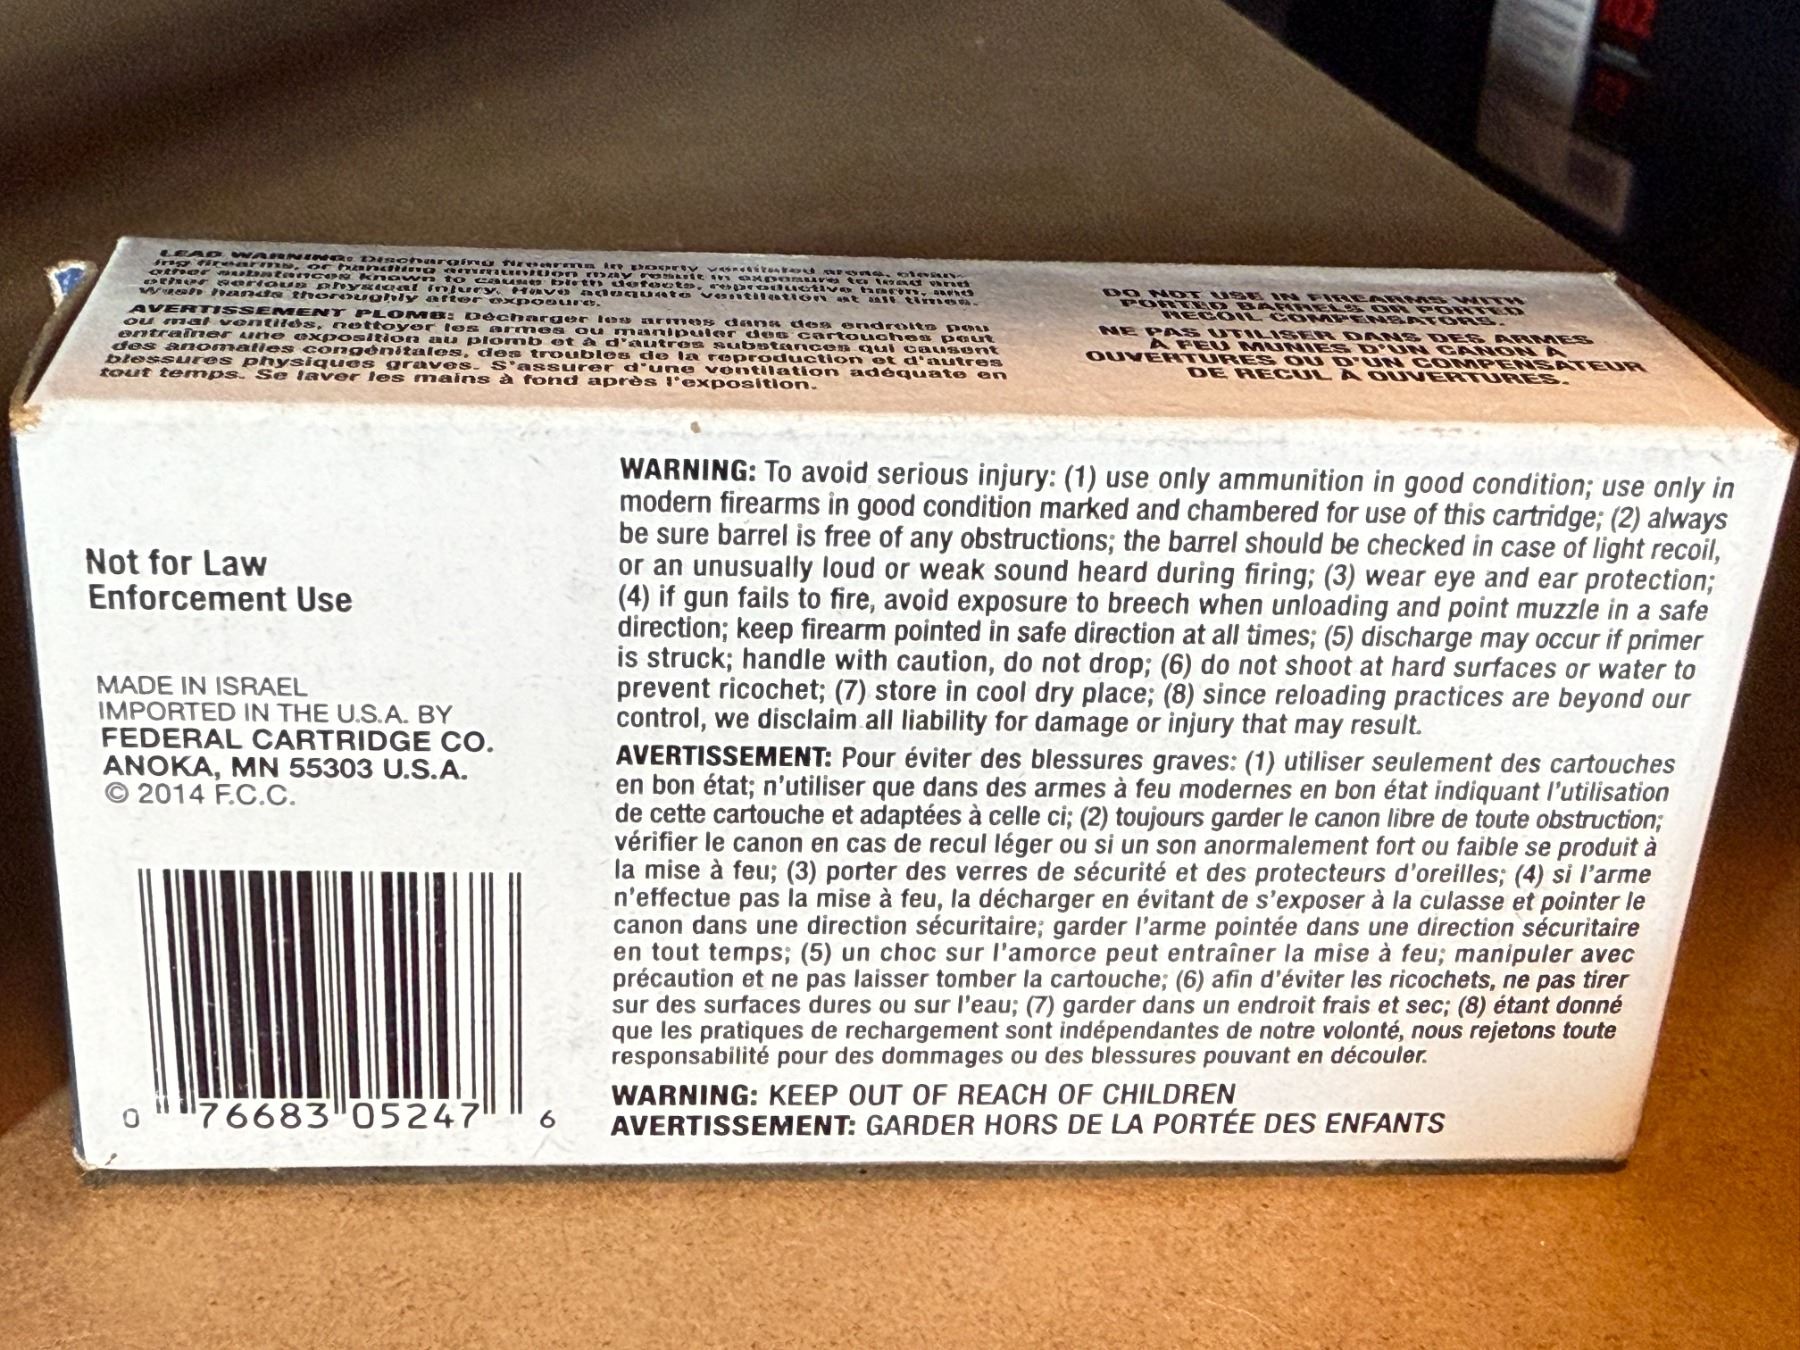 LEAD WARNING: Discharging firearms in poorly ventilated areas, clean-
ing firearms, or handling ammunition may result in exposure to lead and
other substances known to cause birth defects, reproductive harm, and
other serious physical injury. Have adequate ventilation at all times.
Wash hands thoroughly after exposure.
AVERTISSEMENT PLOMB: Décharger les armes dans des endroits peu
ou mal ventilés, nettoyer les armes ou manipuler des cartouches peut
entraîner une exposition au plomb et à d'autres substances qui causent
des anomalies congénitales, des troubles de la reproduction et d'autres
blessures physiques graves. S'assurer d'une ventilation adéquate en
tout temps. Se laver les mains à fond après l'exposition.
DO NOT USE IN FIREARMS WITH
PORTED BARRELS OR PORTED
RECOIL COMPENSATORS.
NE PAS UTILISER DANS DES ARMES
À FEU MUNIES D'UN CANON À
OUVERTURES OU D'UN COMPENSATEUR
DE RECUL À OUVERTURES.
Not for Law
Enforcement Use
MADE IN ISRAEL
IMPORTED IN THE U.S.A. BY
FEDERAL CARTRIDGE CO.
ANOKA, MN 55303 U.S.A.
© 2014 F.C.C.
0 76683 05247 6
WARNING: To avoid serious injury: (1) use only ammunition in good condition; use only in
modern firearms in good condition marked and chambered for use of this cartridge; (2) always
be sure barrel is free of any obstructions; the barrel should be checked in case of light recoil,
or an unusually loud or weak sound heard during firing; (3) wear eye and ear protection;
(4) if gun fails to fire, avoid exposure to breech when unloading and point muzzle in a safe
direction; keep firearm pointed in safe direction at all times; (5) discharge may occur if primer
is struck; handle with caution, do not drop; (6) do not shoot at hard surfaces or water to
prevent ricochet; (7) store in cool dry place; (8) since reloading practices are beyond our
control, we disclaim all liability for damage or injury that may result.
AVERTISSEMENT: Pour éviter des blessures graves: (1) utiliser seulement des cartouches
en bon état; n'utiliser que dans des armes à feu modernes en bon état indiquant l'utilisation
de cette cartouche et adaptées à celle ci; (2) toujours garder le canon libre de toute obstruction;
vérifier le canon en cas de recul léger ou si un son anormalement fort ou faible se produit à
la mise à feu; (3) porter des verres de sécurité et des protecteurs d'oreilles; (4) si l'arme
n'effectue pas la mise à feu, la décharger en évitant de s'exposer à la culasse et pointer le
canon dans une direction sécuritaire; garder l'arme pointée dans une direction sécuritaire
en tout temps; (5) un choc sur l'amorce peut entraîner la mise à feu; manipuler avec
précaution et ne pas laisser tomber la cartouche; (6) afin d'éviter les ricochets, ne pas tirer
sur des surfaces dures ou sur l'eau; (7) garder dans un endroit frais et sec; (8) étant donné
que les pratiques de rechargement sont indépendantes de notre volonté, nous rejetons toute
responsabilité pour des dommages ou des blessures pouvant en découler.
WARNING: KEEP OUT OF REACH OF CHILDREN
AVERTISSEMENT: GARDER HORS DE LA PORTÉE DES ENFANTS